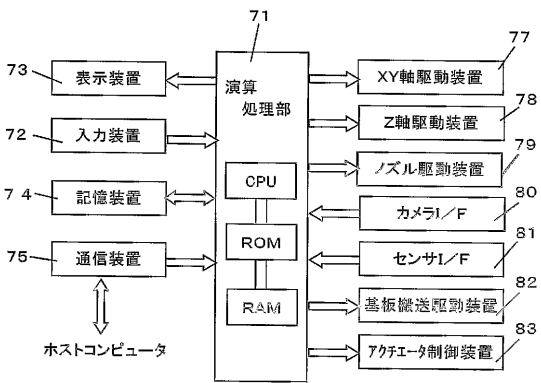 71
演算
処理部
CPU
ROM
RAM
73
表示装置
72
入力装置
74
記憶装置
75
通信装置
ホストコンピュータ
77
XY軸駆動装置
78
Z軸駆動装置
79
ノズル駆動装置
80
カメラI/F
81
センサI/F
82
基板搬送駆動装置
83
アクチエータ制御装置